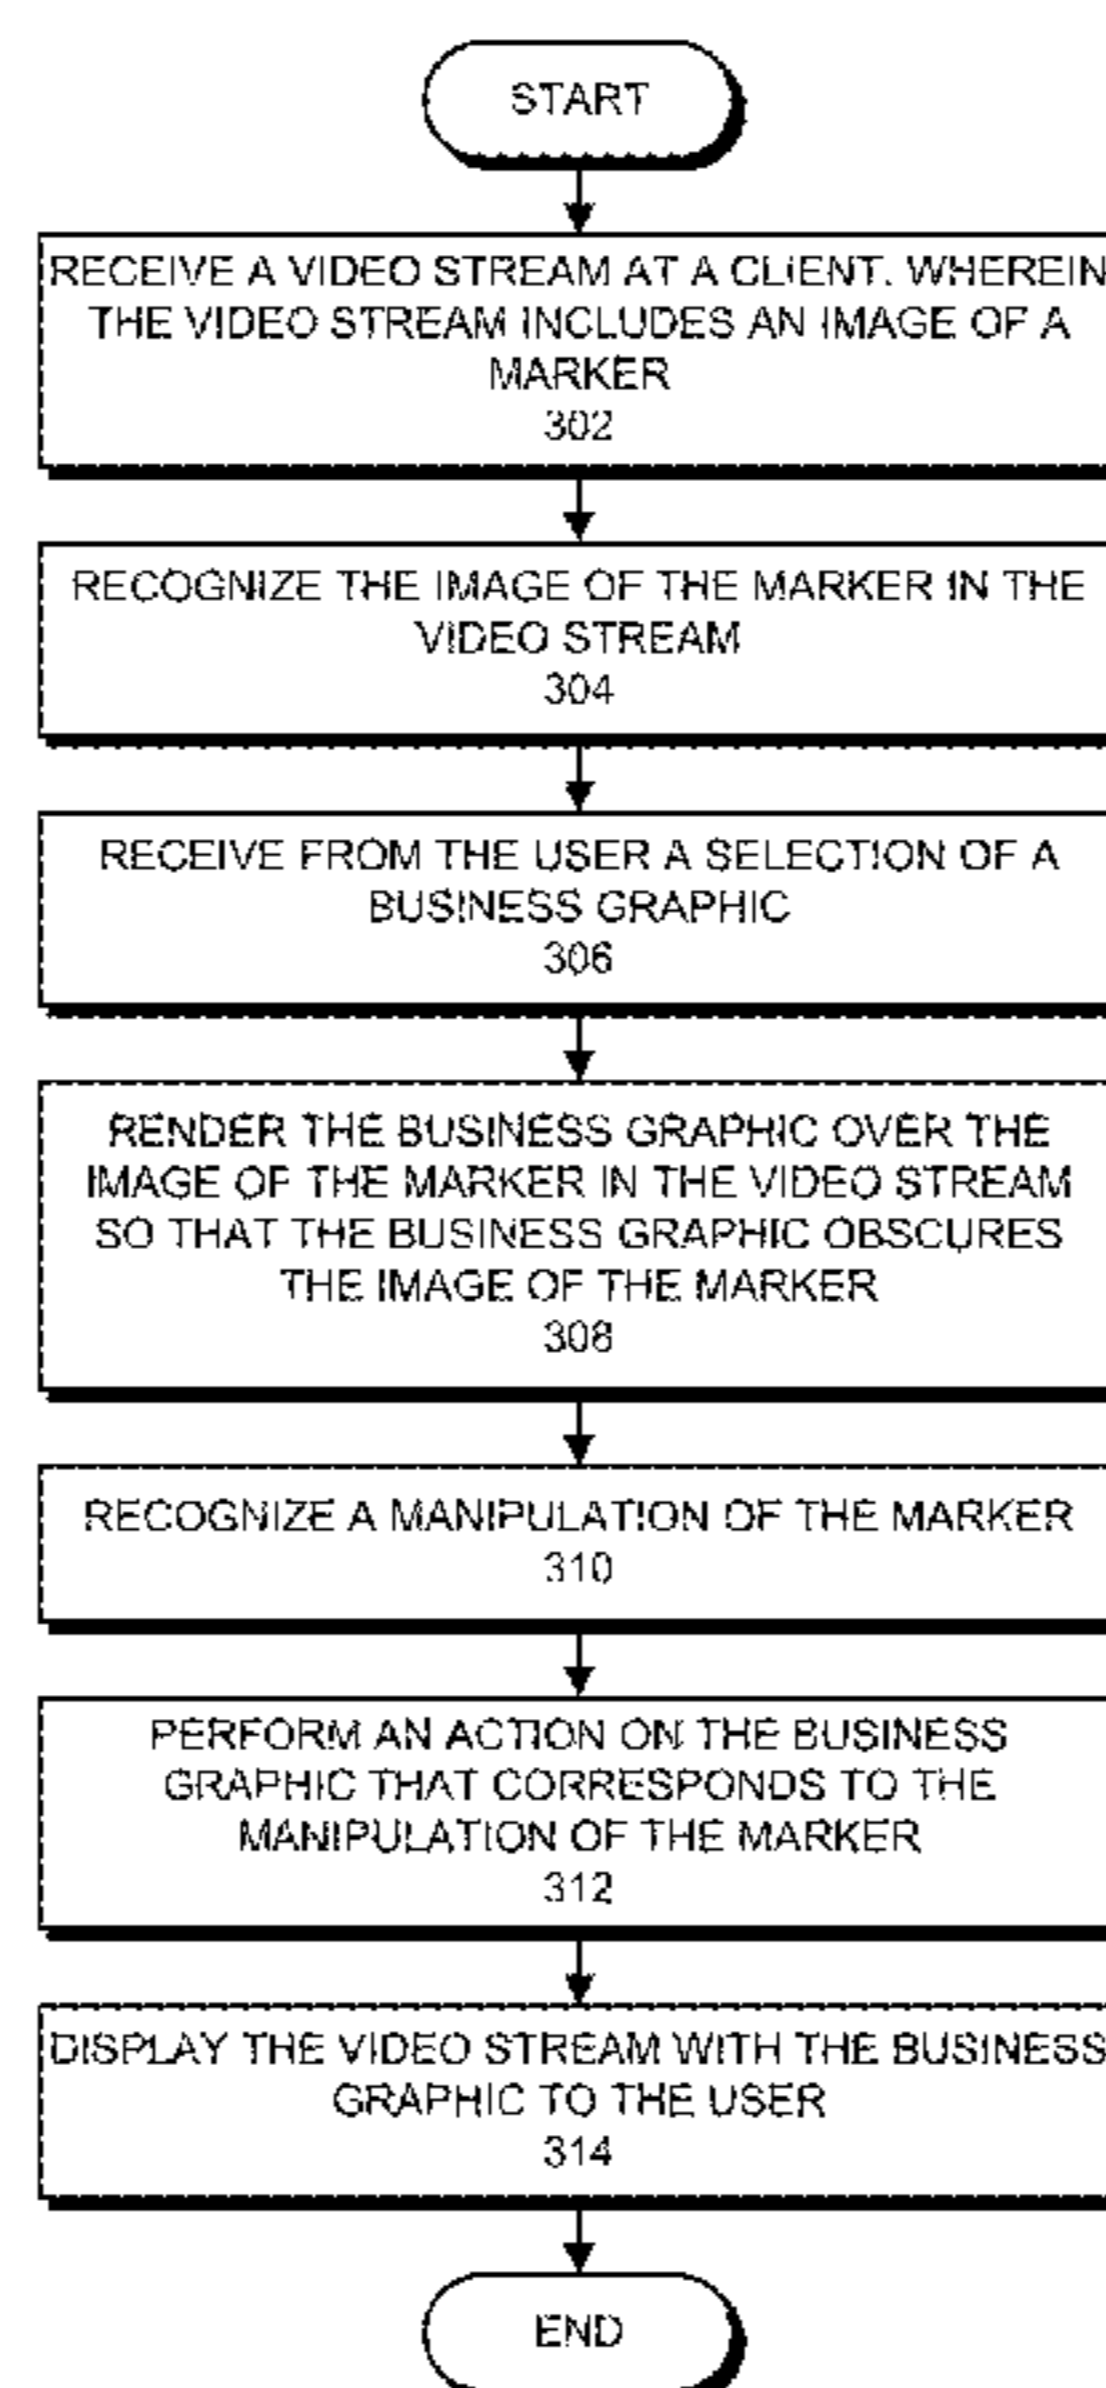 START
RECEIVE A VIDEO STREAM AT A CLIENT. WHEREIN
THE VIDEO STREAM INCLUDES AN IMAGE OF A
MARKER
302
RECOGNIZE THE IMAGE OF THE MARKER IN THE
VIDEO STREAM
304
RECEIVE FROM THE USER A SELECTION OF A
BUSINESS GRAPHIC
306
RENDER THE BUSINESS GRAPHIC OVER THE
IMAGE OF THE MARKER IN THE VIDEO STREAM
SO THAT THE BUSINESS GRAPHIC OBSCURES
THE IMAGE OF THE MARKER
308
RECOGNIZE A MANIPULATION OF THE MARKER
310
PERFORM AN ACTION ON THE BUSINESS
GRAPHIC THAT CORRESPONDS TO THE
MANIPULATION OF THE MARKER
312
DISPLAY THE VIDEO STREAM WITH THE BUSINESS
GRAPHIC TO THE USER
314
END